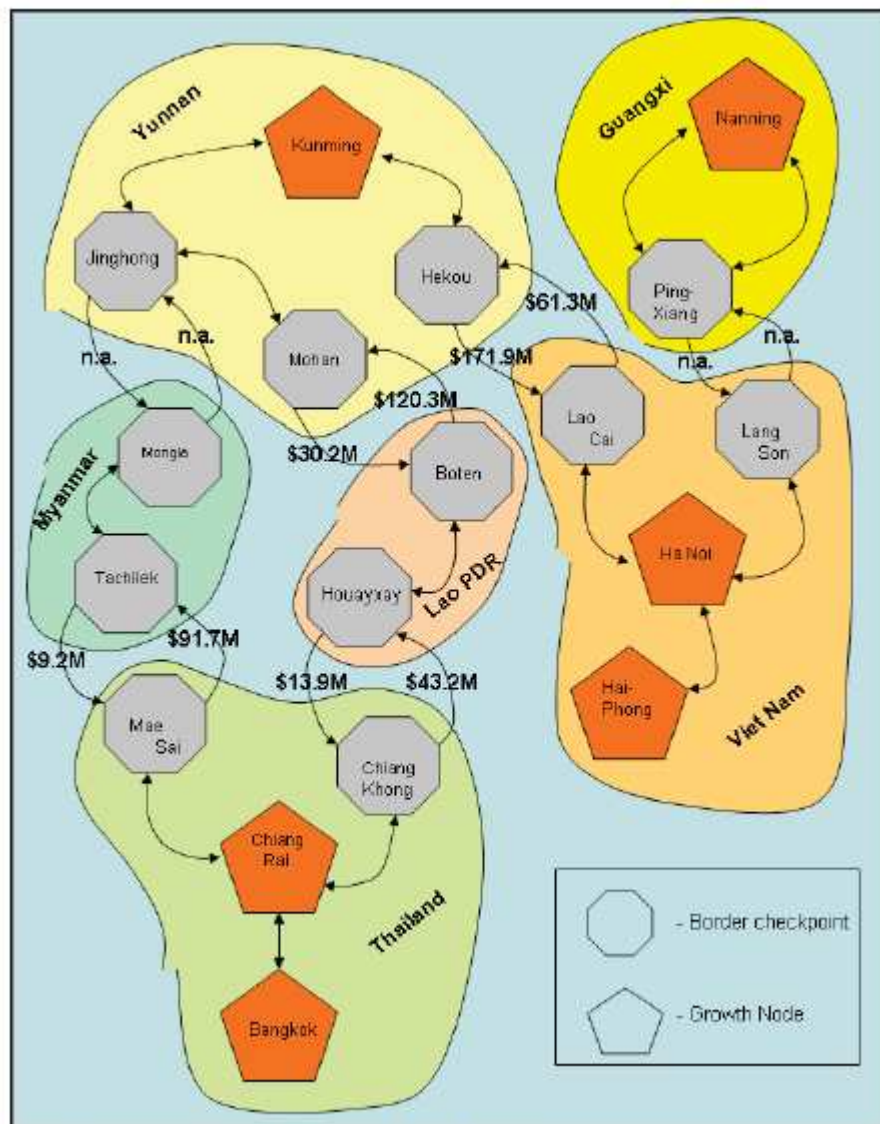 Yunnan
Kunming
Guangxi
Nanning
Jinghong
Hekou
Ping-
Xiang
$61.3M
n.a.
n.a.
Mohan
$171.9M
n.a.
n.a.
$120.3M
Lao
Cai
Lang
Son
Myanmar
Mongla
$30.2M
Boten
Ha Noi
Tachilek
Houayxay
Lao PDR
$9.2M
$91.7M
$13.9M
$43.2M
Hai-
Phong
Viet Nam
Mae
Sai
Chiang
Khong
Chiang
Rai
Thailand
- Border checkpoint
Bangkok
- Growth Node